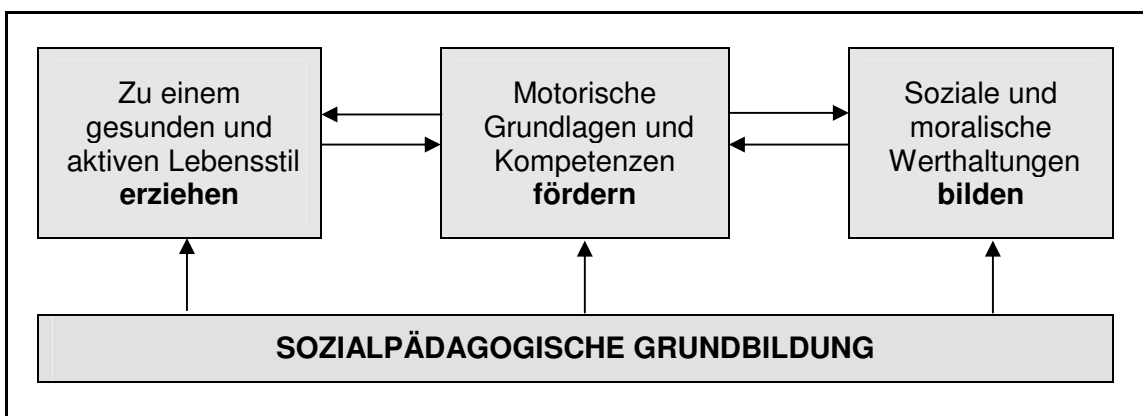 Zu einem
gesunden und
aktiven Lebensstil
erziehen
Motorische
Grundlagen und
Kompetenzen
fördern
Soziale und
moralische
Werthaltungen
bilden
SOZIALPÄDAGOGISCHE GRUNDBILDUNG